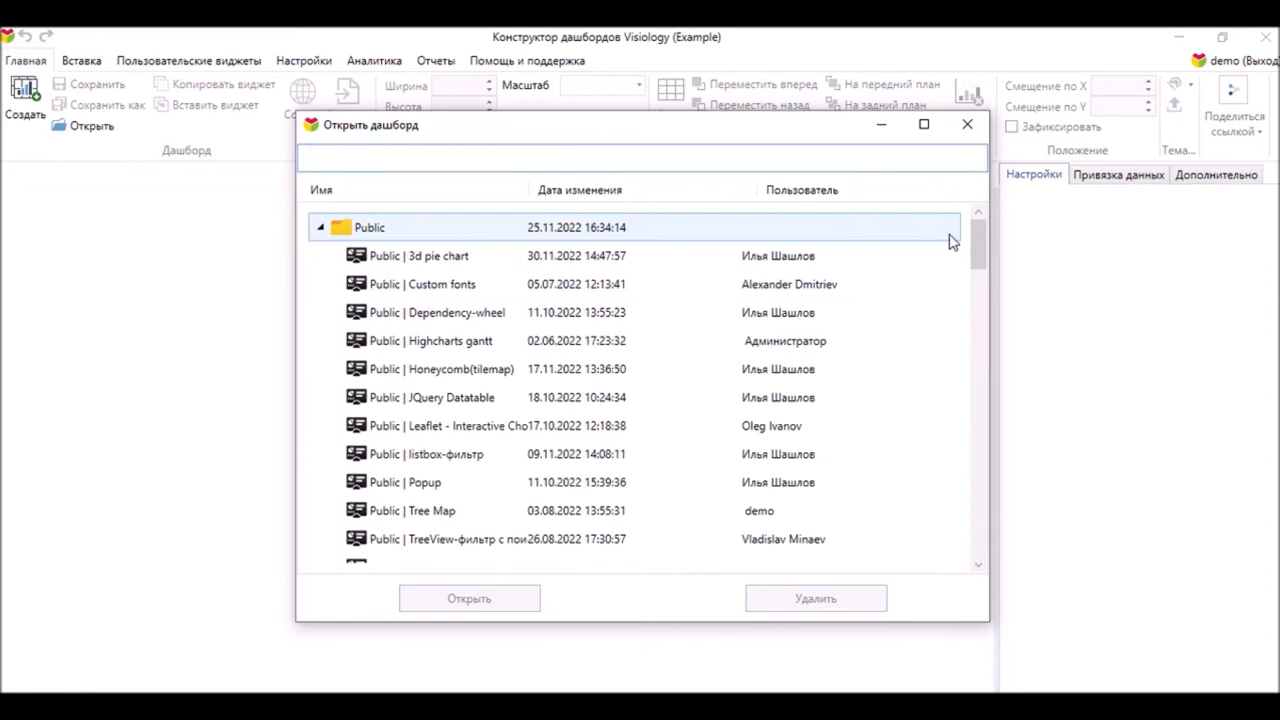 Конструктор дашбордов Visiology (Example)
Главная Вставка Пользовательские виджеты Настройки Аналитика Отчеты Помощь и поддержка demo (Выход
Создать
Сохранить
Сохранить как
Открыть
Копировать виджет
Вставить виджет
Дашборд
Ширина
Высота
Масштаб
Переместить вперед
Переместить назад
На передний план
На задний план
Смещение по X
Смещение по Y
Зафиксировать
Положение
Тема...
Поделиться
ссылкой
Настройки Привязка данных Дополнительно
Открыть дашборд
Имя Дата изменения Пользователь
Public 25.11.2022 16:34:14
Public | 3d pie chart 30.11.2022 14:47:57 Илья Шашлов
Public | Custom fonts 05.07.2022 12:13:41 Alexander Dmitriev
Public | Dependency-wheel 11.10.2022 13:55:23 Илья Шашлов
Public | Highcharts gantt 02.06.2022 17:23:32 Администратор
Public | Honeycomb(tilemap) 17.11.2022 13:36:50 Илья Шашлов
Public | JQuery Datatable 18.10.2022 10:24:34 Илья Шашлов
Public | Leaflet - Interactive Cho 17.10.2022 12:18:38 Oleg Ivanov
Public | listbox-фильтр 09.11.2022 14:08:11 Илья Шашлов
Public | Popup 11.10.2022 15:39:36 Илья Шашлов
Public | Tree Map 03.08.2022 13:55:31 demo
Public | TreeView-фильтр с пои 26.08.2022 17:30:57 Vladislav Minaev
Открыть Удалить